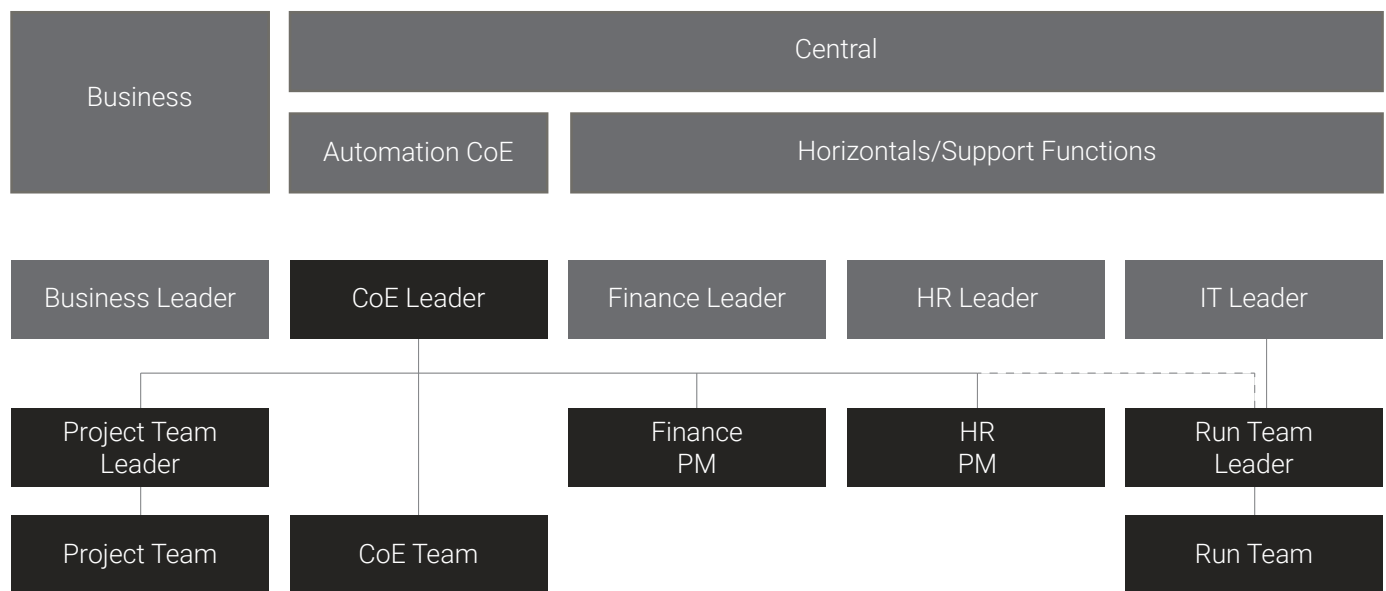 Business
Central
Automation CoE
Horizontals/Support Functions
Business Leader
CoE Leader
Finance Leader
HR Leader
IT Leader
Project Team
Leader
Finance
PM
HR
PM
Run Team
Leader
Project Team
CoE Team
Run Team